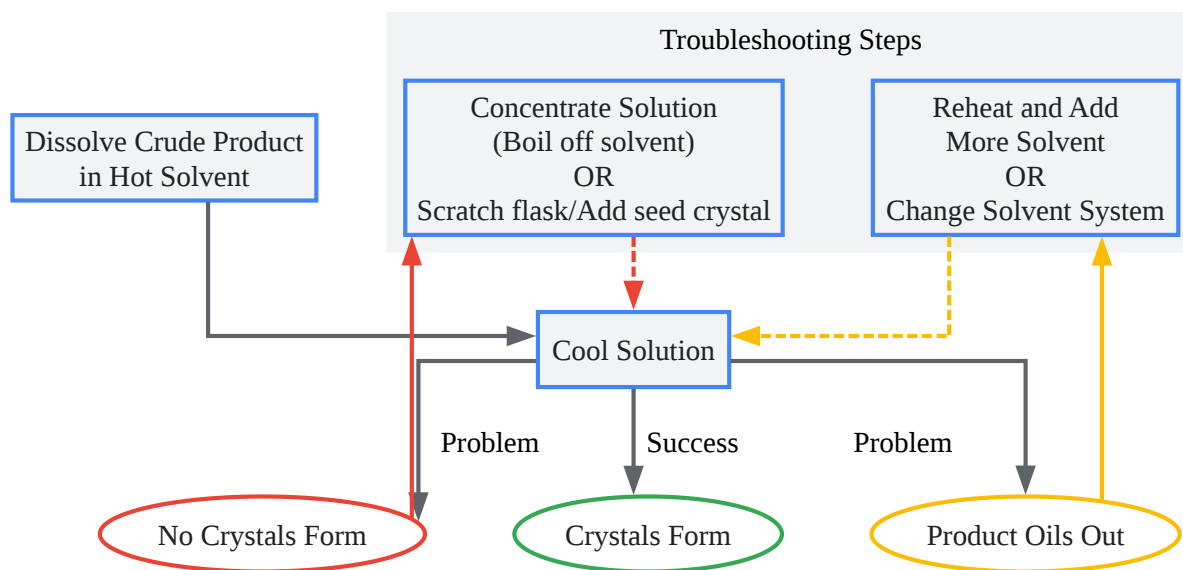 Troubleshooting Steps
Dissolve Crude Product
in Hot Solvent
Concentrate Solution
(Boil off solvent)
OR
Scratch flask/Add seed crystal
Reheat and Add
More Solvent
OR
Change Solvent System
Cool Solution
Problem
Success
Problem
No Crystals Form
Crystals Form
Product Oils Out